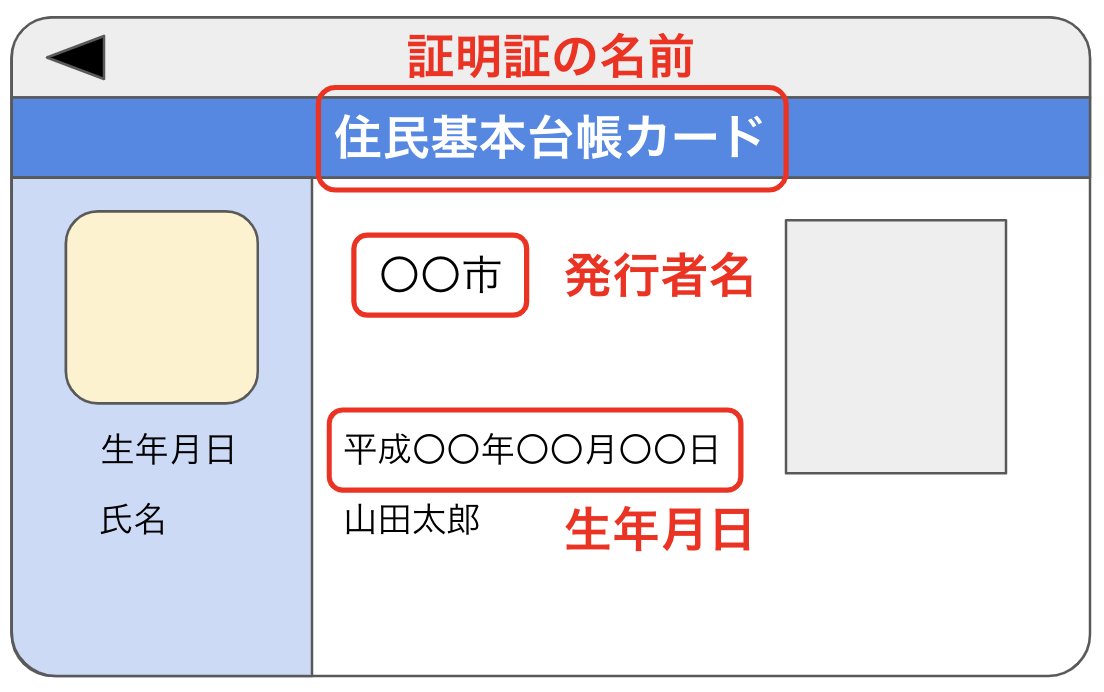 証明証の名前
住民基本台帳カード
〇〇市 発行者名
生年月日 平成〇〇年〇〇月〇〇日
氏名 山田太郎
生年月日